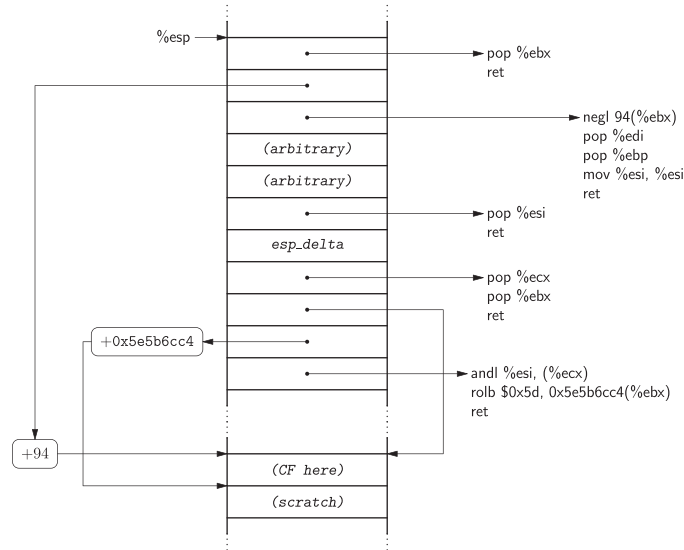 %esp
pop %ebx
ret
negl 94(%ebx)
pop %edi
pop %ebp
mov %esi, %esi
ret
(arbitrary)
(arbitrary)
pop %esi
ret
esp_delta
pop %ecx
pop %ebx
ret
+0x5e5b6cc4
andl %esi, (%ecx)
rolb $0x5d, 0x5e5b6cc4(%ebx)
ret
+94
(CF here)
(scratch)